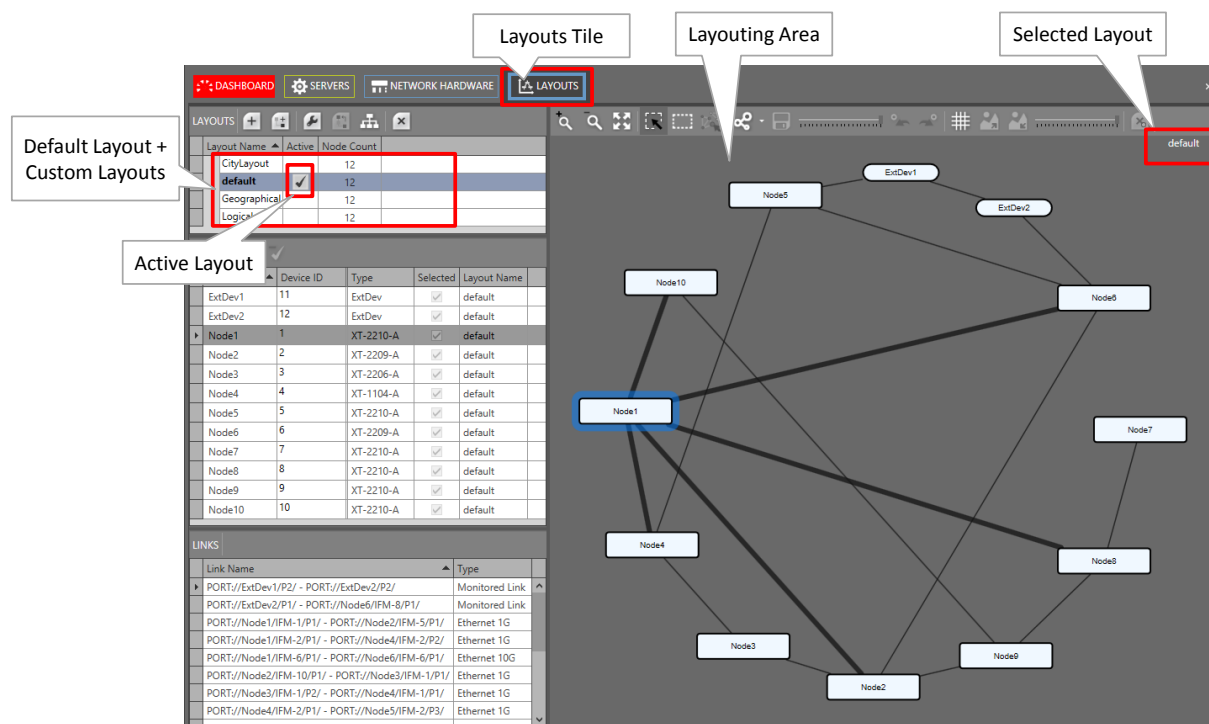 Layouts Tile
Layouting Area
Selected Layout
DASHBOARD SERVERS NETWORK HARDWARE LAYOUTS
LAYOUTS
default
Default Layout +
Custom Layouts
Layout Name Active Node Count
CityLayout 12
default 12
Geographical 12
Logical 12
Active Layout
Device ID Type Selected Layout Name
ExtDev1 11 ExtDev default
ExtDev2 12 ExtDev default
Node1 1 XT-2210-A default
Node2 2 XT-2209-A default
Node3 3 XT-2206-A default
Node4 4 XT-1104-A default
Node5 5 XT-2210-A default
Node6 6 XT-2209-A default
Node7 7 XT-2210-A default
Node8 8 XT-2210-A default
Node9 9 XT-2210-A default
Node10 10 XT-2210-A default
LINKS
Link Name Type
PORT://ExtDev1/P2/ - PORT://ExtDev2/P2/ Monitored Link
PORT://ExtDev2/P1/ - PORT://Node6/IFM-8/P1/ Monitored Link
PORT://Node1/IFM-1/P1/ - PORT://Node2/IFM-5/P1/ Ethernet 1G
PORT://Node1/IFM-2/P1/ - PORT://Node4/IFM-2/P2/ Ethernet 1G
PORT://Node1/IFM-6/P1/ - PORT://Node6/IFM-6/P1/ Ethernet 10G
PORT://Node2/IFM-10/P1/ - PORT://Node3/IFM-1/P1/ Ethernet 1G
PORT://Node3/IFM-1/P2/ - PORT://Node4/IFM-1/P1/ Ethernet 1G
PORT://Node4/IFM-2/P1/ - PORT://Node5/IFM-2/P3/ Ethernet 1G
ExtDev1
Node5
ExtDev2
Node10
Node6
Node1
Node7
Node4
Node8
Node3
Node9
Node2